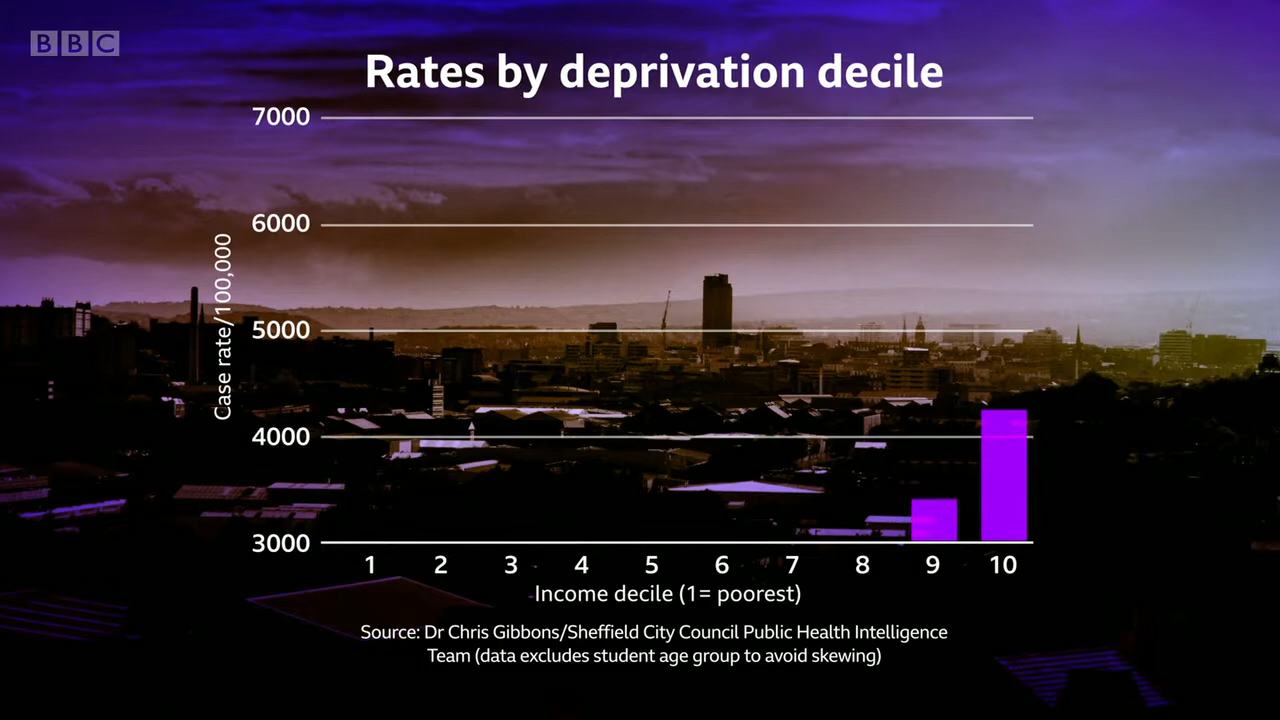 BBC
Rates by deprivation decile
7000
6000
5000
4000
3000
Case rate/100,000
1 2 3 4 5 6 7 8 9 10
Income decile (1= poorest)
Source: Dr Chris Gibbons/Sheffield City Council Public Health Intelligence
Team (data excludes student age group to avoid skewing)